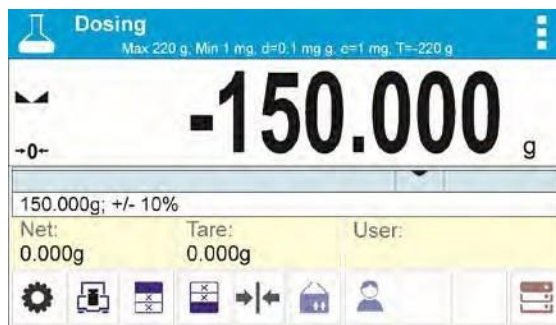 Dosing
Max 220 g; Min 1 mg, d=0.1 mg g, e=1 mg, T=-220 g
-150.000 g
→0←
150.000g; +/- 10%
Net: Tare: User:
0.000g 0.000g